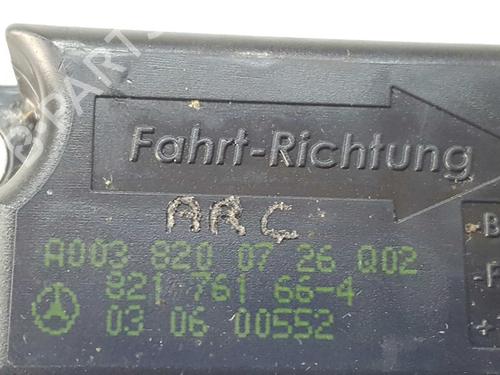 Fahrt-Richtung
ARC
A003 820 07 26 Q02
821 761 66-4
03 06 00552